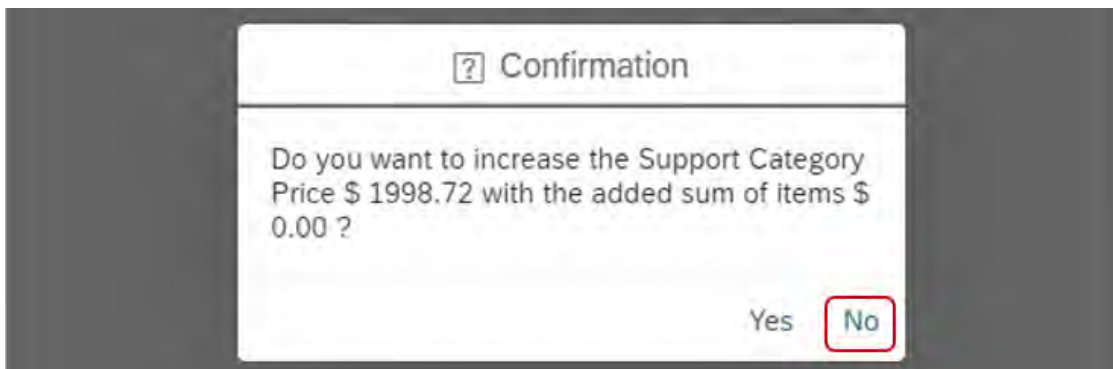 ? Confirmation
Do you want to increase the Support Category
Price $ 1998.72 with the added sum of items $
0.00 ?
Yes No